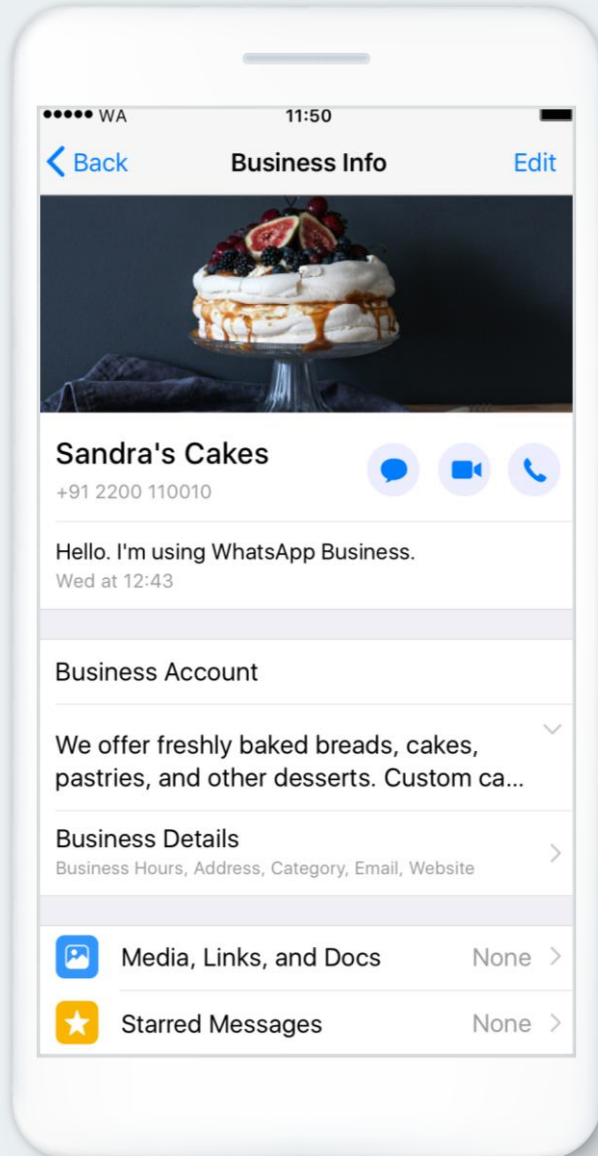 WA 11:50
Back Business Info Edit
Sandra's Cakes
+91 2200 110010
Hello. I'm using WhatsApp Business.
Wed at 12:43
Business Account
We offer freshly baked breads, cakes,
pastries, and other desserts. Custom ca...
Business Details
Business Hours, Address, Category, Email, Website
Media, Links, and Docs None
Starred Messages None